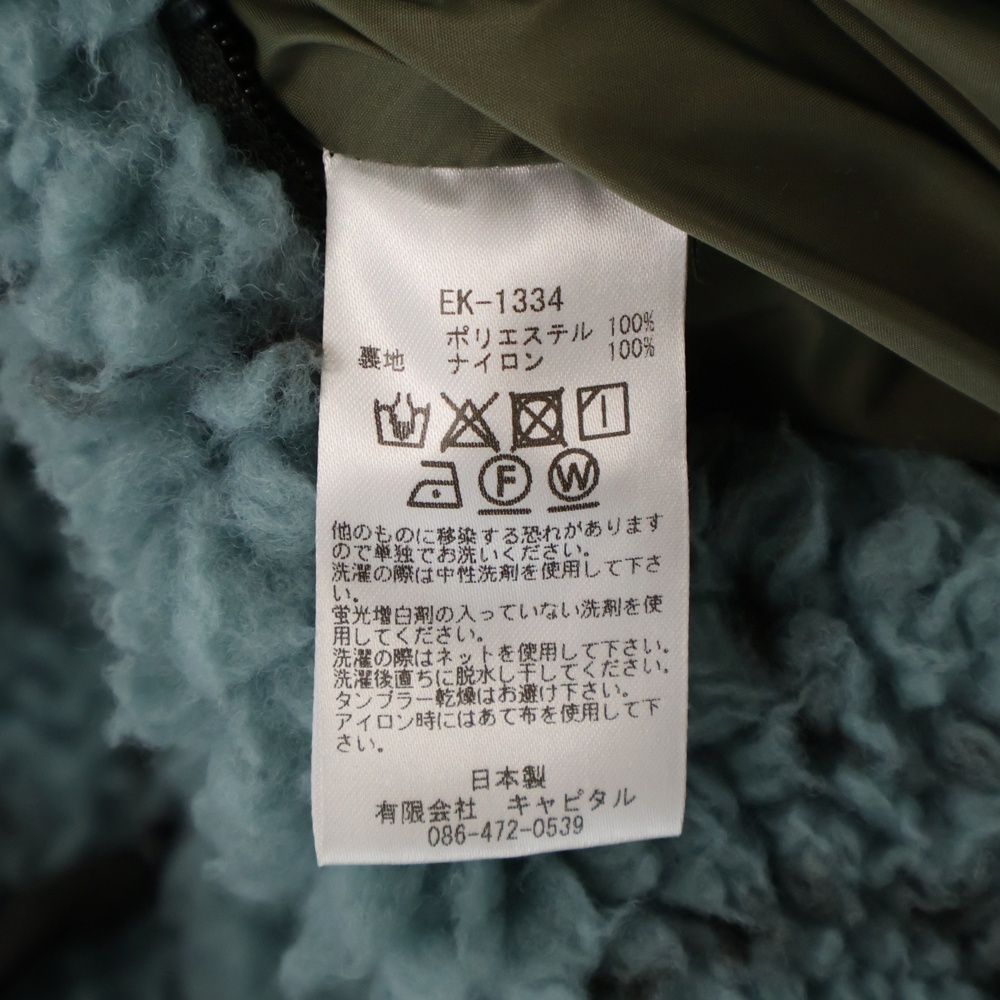 EK-1334
ポリエステル 100%
裏地 ナイロン 100%
F W
他のものに移染する恐れがあります
ので単独でお洗いください。
洗濯の際は中性洗剤を使用して下さ
い。
蛍光増白剤の入っていない洗剤を使
用してください。
洗濯の際はネットを使用して下さい。
洗濯後直ちに脱水し干してください。
タンブラー乾燥はお避け下さい。
アイロン時にはあて布を使用して下
さい。
日本製
有限会社 キャピタル
086-472-0539